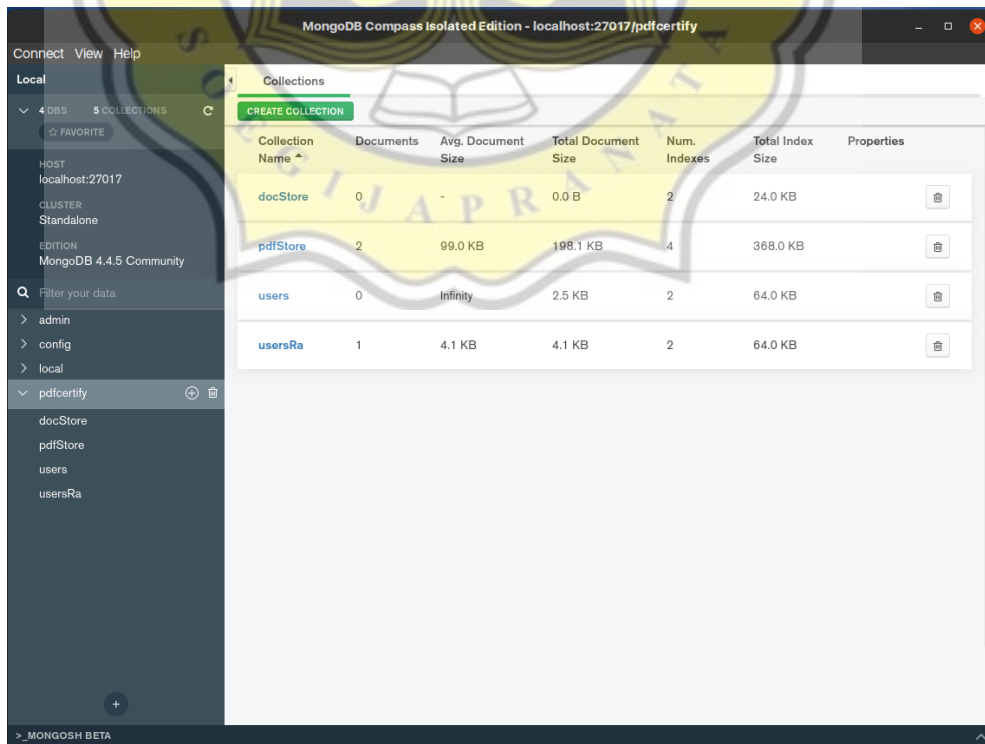 MongoDB Compass Isolated Edition - localhost:27017/pdfcertify
Connect View Help
Local
4 DBS 5 COLLECTIONS
FAVORITE
HOST
localhost:27017
CLUSTER
Standalone
EDITION
MongoDB 4.4.5 Community
Filter your data
admin
config
local
pdfcertify
docStore
pdfStore
users
usersRa
>_MONGOSH BETA
Collections
CREATE COLLECTION
Collection Name Documents Avg. Document Size Total Document Size Num. Indexes Total Index Size Properties
docStore 0 - 0.0 B 2 24.0 KB
pdfStore 2 99.0 KB 198.1 KB 4 368.0 KB
users 0 Infinity 2.5 KB 2 64.0 KB
usersRa 1 4.1 KB 4.1 KB 2 64.0 KB
SOEGIJAPRANATA